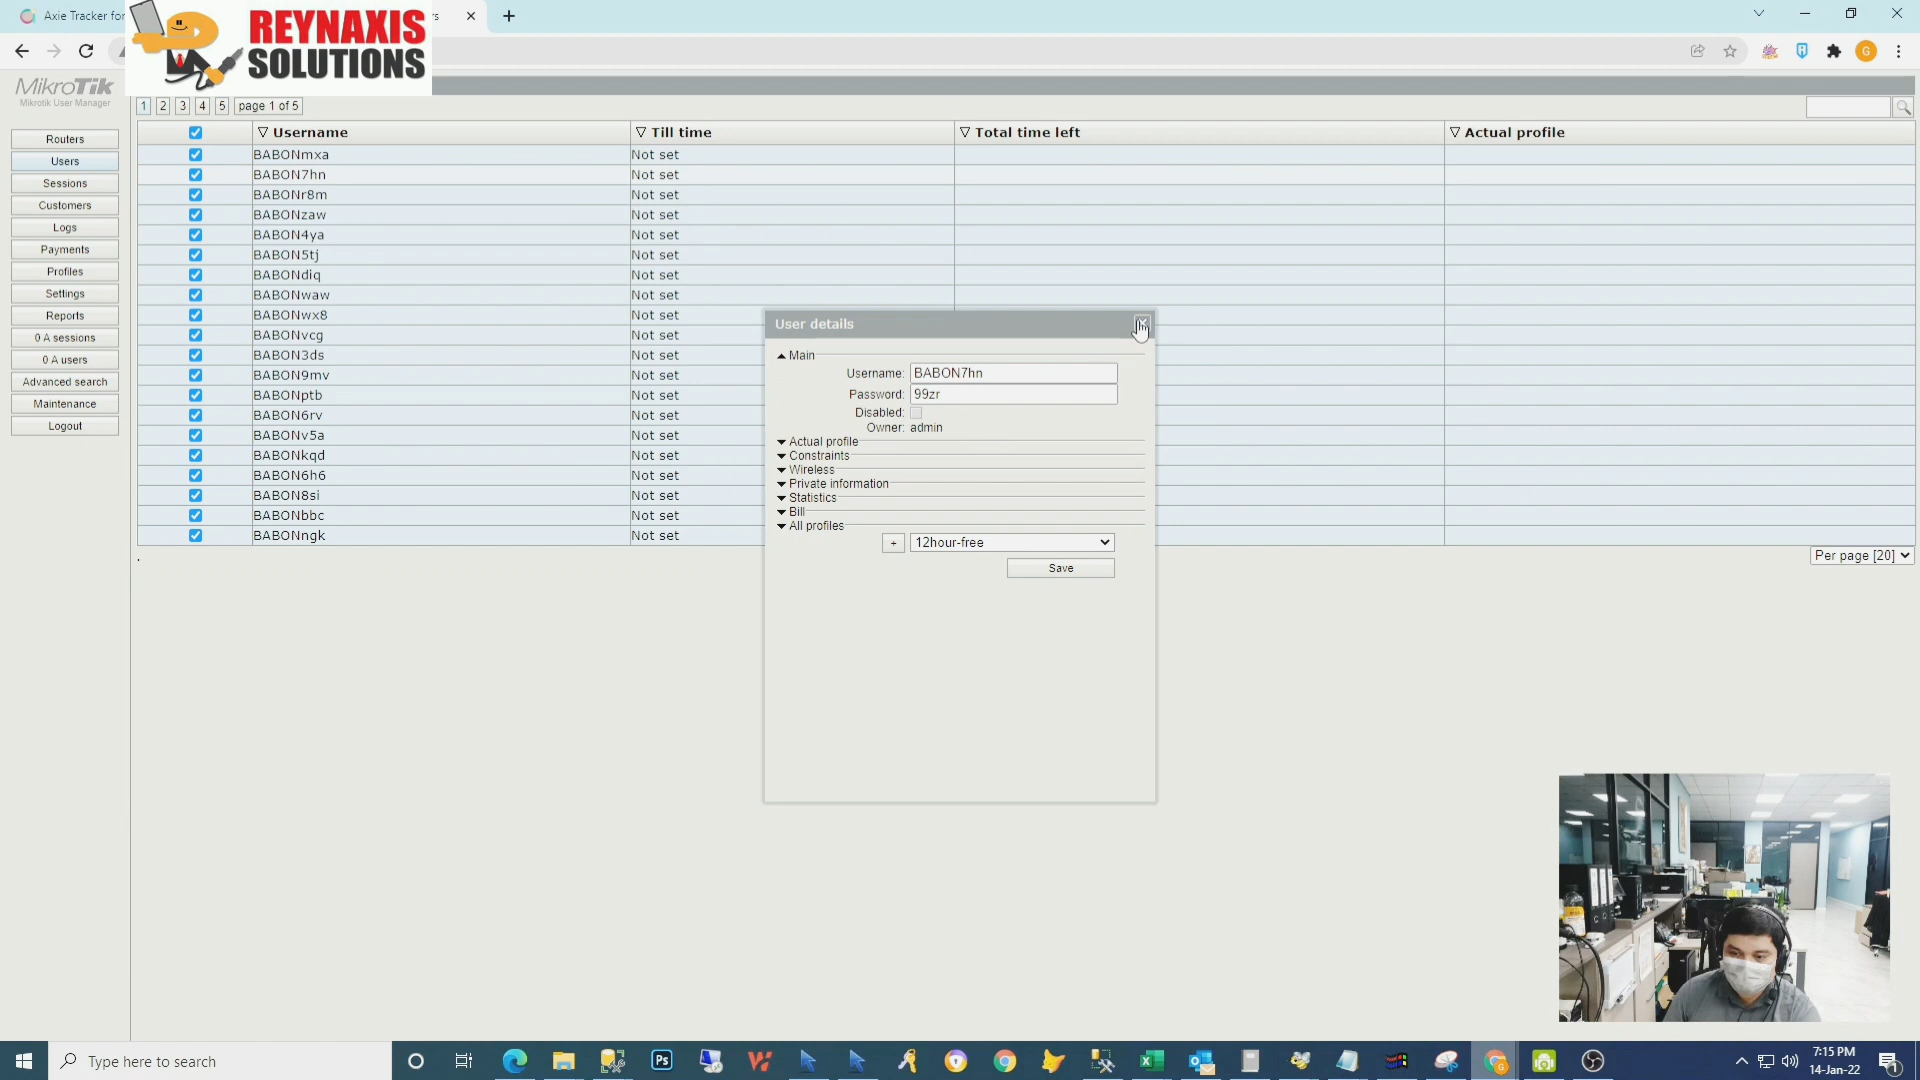 Axie Tracker for
rs
REYNAXIS
SOLUTIONS
G
MikroTik
Mikrotik User Manager
1 2 3 4 5 page 1 of 5
Routers
Users
Sessions
Customers
Logs
Payments
Profiles
Settings
Reports
0 A sessions
0 A users
Advanced search
Maintenance
Logout
Username Till time Total time left Actual profile
BABONmxa Not set
BABON7hn Not set
BABONr8m Not set
BABONzaw Not set
BABON4ya Not set
BABON5tj Not set
BABONdiq Not set
BABONwaw Not set
BABONwx8 Not set
BABONvcg Not set
BABON3ds Not set
BABON9mv Not set
BABONptb Not set
BABON6rv Not set
BABONv5a Not set
BABONkqd Not set
BABON6h6 Not set
BABON8si Not set
BABONbbc Not set
BABONngk Not set
Per page [20]
User details
Main
Username: BABON7hn
Password: 99zr
Disabled:
Owner: admin
Actual profile
Constraints
Wireless
Private information
Statistics
Bill
All profiles
+ 12hour-free
Save
Type here to search
Ps
7:15 PM
14-Jan-22
1